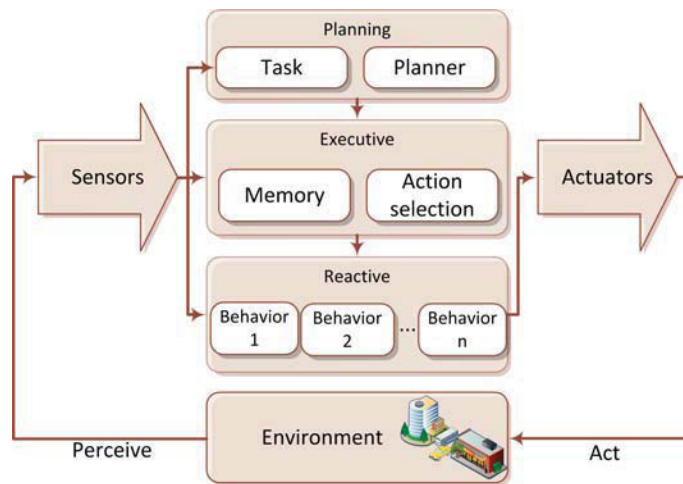 Planning
Task
Planner
Executive
Sensors
Memory
Action
selection
Actuators
Reactive
Behavior
1
Behavior
2
...
Behavior
n
Environment
Perceive
Act